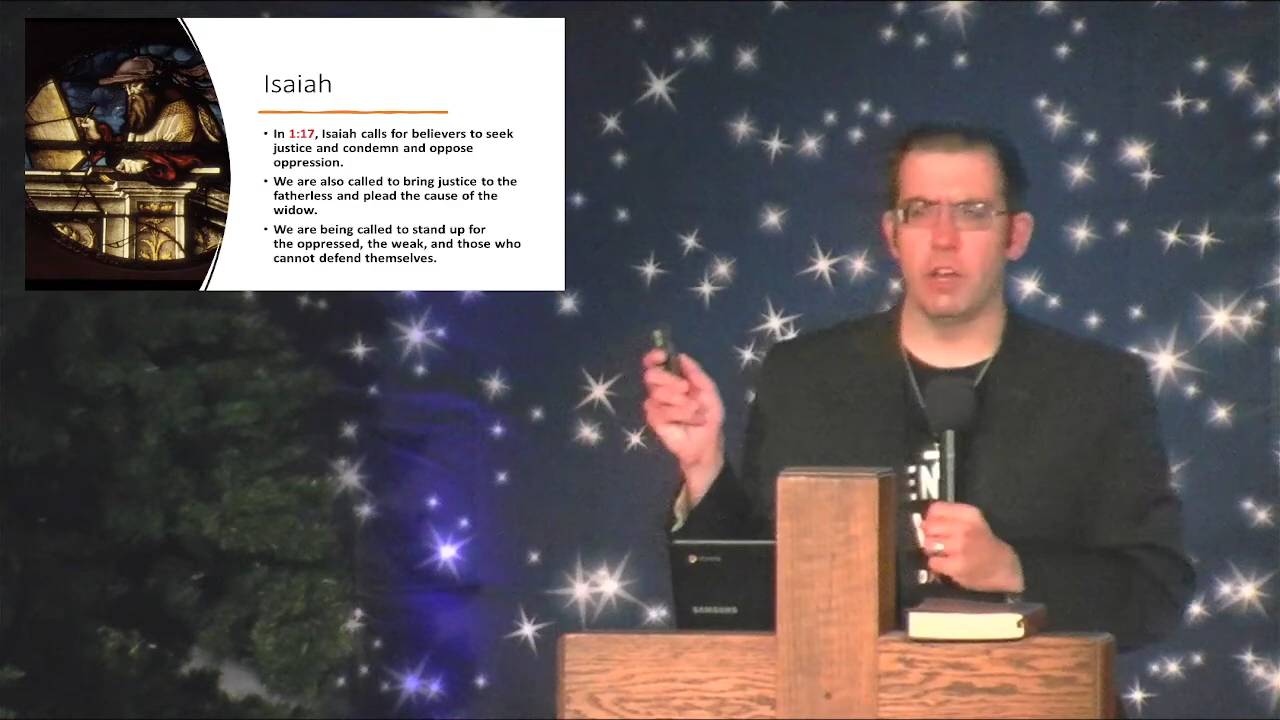 Isaiah
• In 1:17, Isaiah calls for believers to seek
justice and condemn and oppose
oppression.
• We are also called to bring justice to the
fatherless and plead the cause of the
widow.
• We are being called to stand up for
the oppressed, the weak, and those who
cannot defend themselves.
SAMSUNG